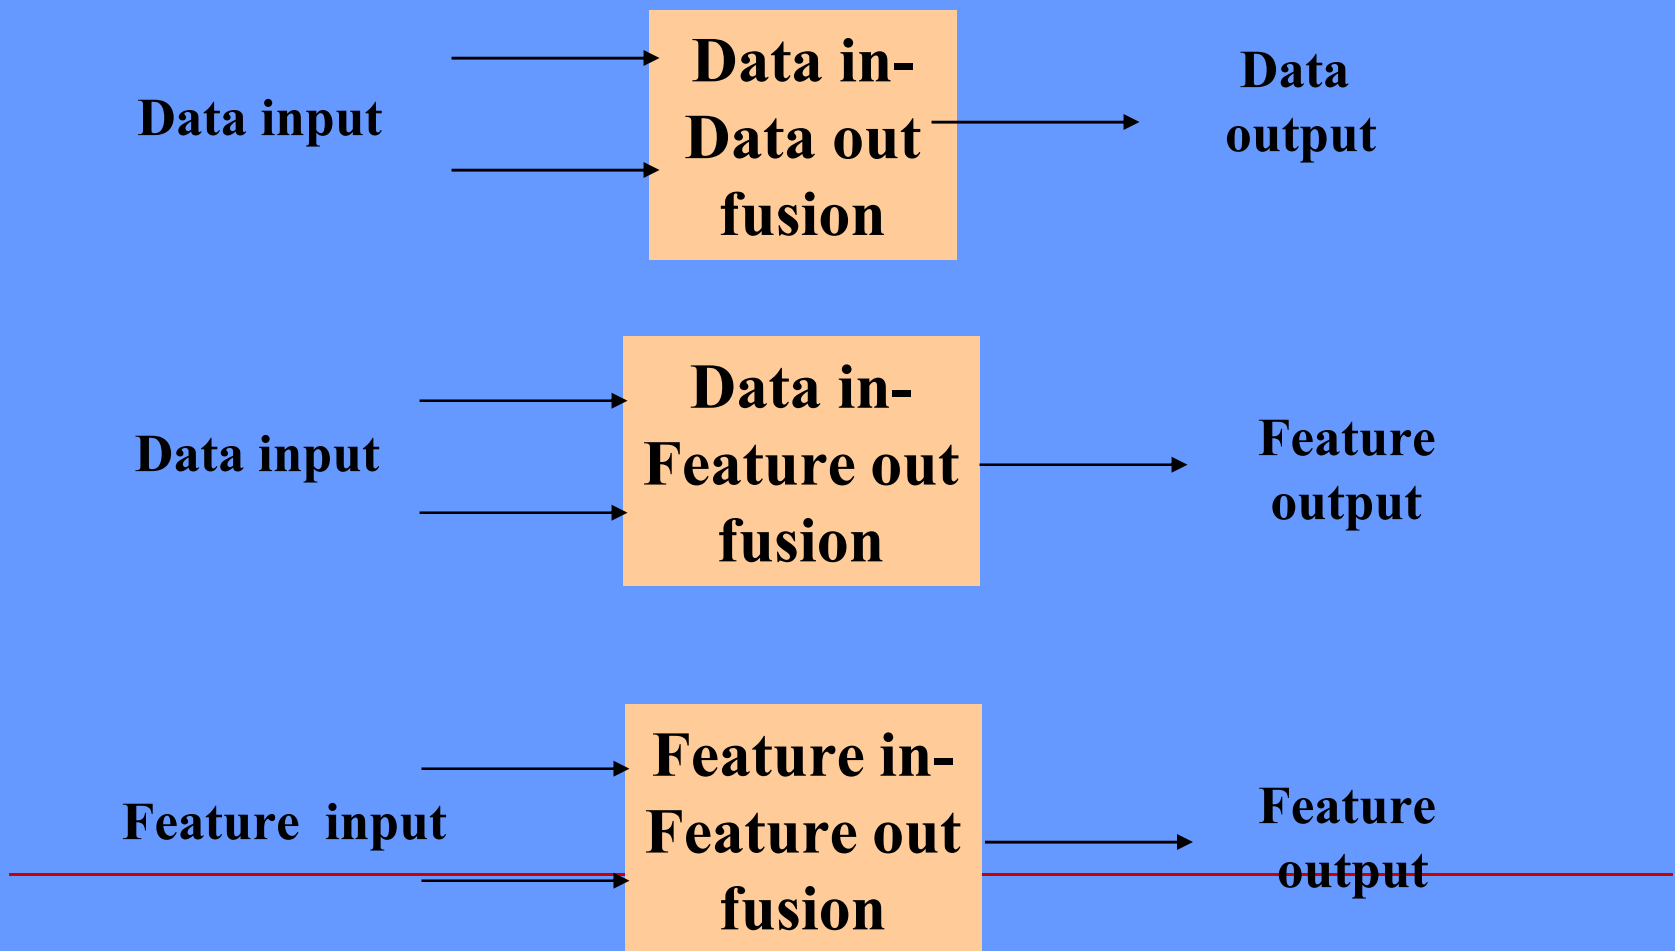 Data input
Data in-
Data out
fusion
Data
output
Data input
Data in-
Feature out
fusion
Feature
output
Feature input
Feature in-
Feature out
fusion
Feature
output